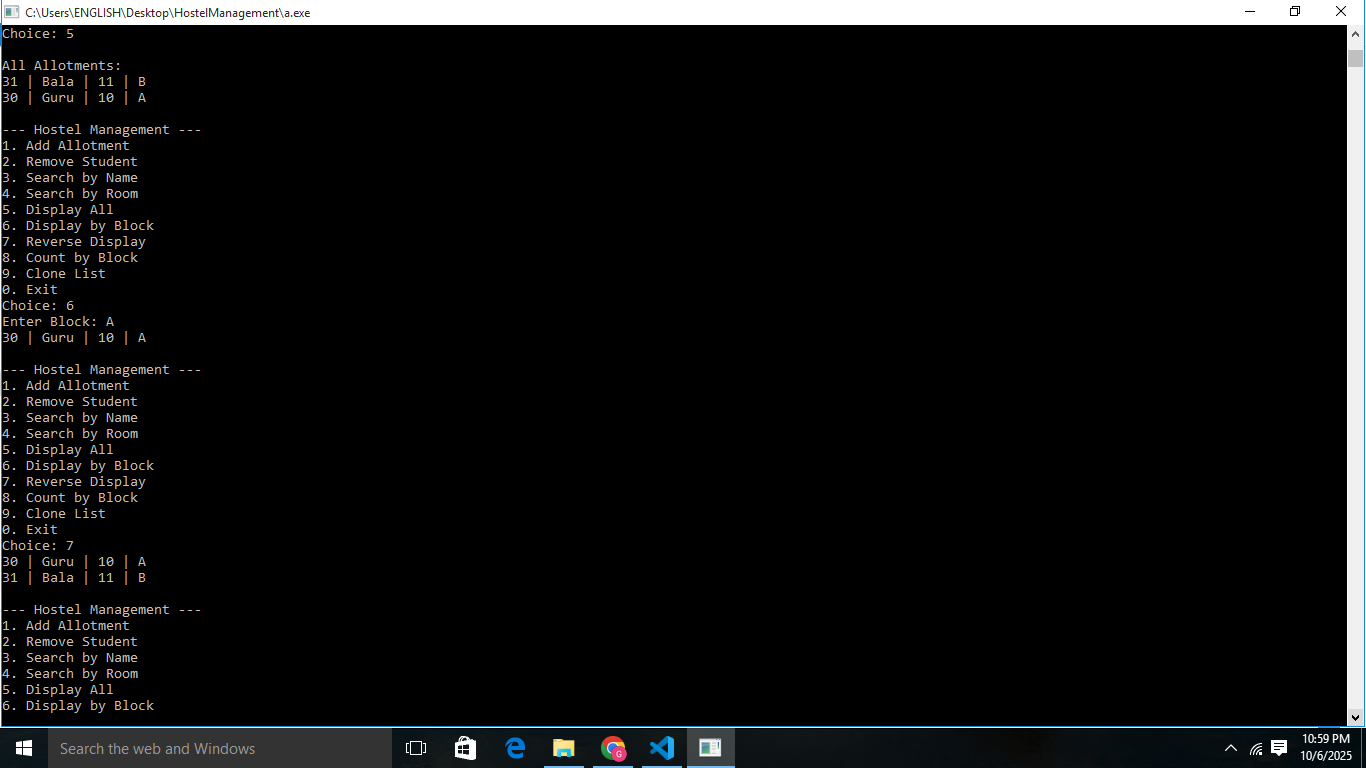 C:\Users\ENGLISH\Desktop\HostelManagement\a.exe
Choice: 5
All Allotments:
31 | Bala | 11 | B
30 | Guru | 10 | A
--- Hostel Management ---
1. Add Allotment
2. Remove Student
3. Search by Name
4. Search by Room
5. Display All
6. Display by Block
7. Reverse Display
8. Count by Block
9. Clone List
0. Exit
Choice: 6
Enter Block: A
30 | Guru | 10 | A
--- Hostel Management ---
1. Add Allotment
2. Remove Student
3. Search by Name
4. Search by Room
5. Display All
6. Display by Block
7. Reverse Display
8. Count by Block
9. Clone List
0. Exit
Choice: 7
30 | Guru | 10 | A
31 | Bala | 11 | B
--- Hostel Management ---
1. Add Allotment
2. Remove Student
3. Search by Name
4. Search by Room
5. Display All
6. Display by Block
Search the web and Windows
G
10:59 PM
10/6/2025